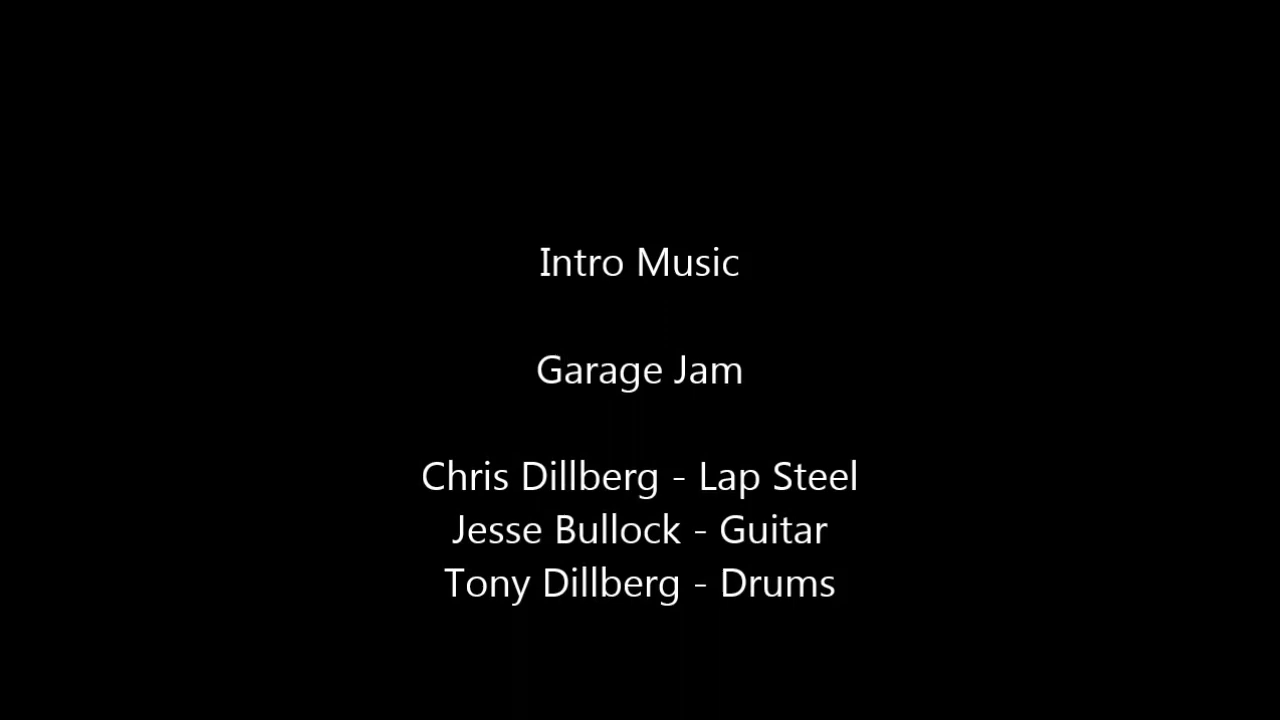 Intro Music
Garage Jam
Chris Dillberg - Lap Steel
Jesse Bullock - Guitar
Tony Dillberg - Drums